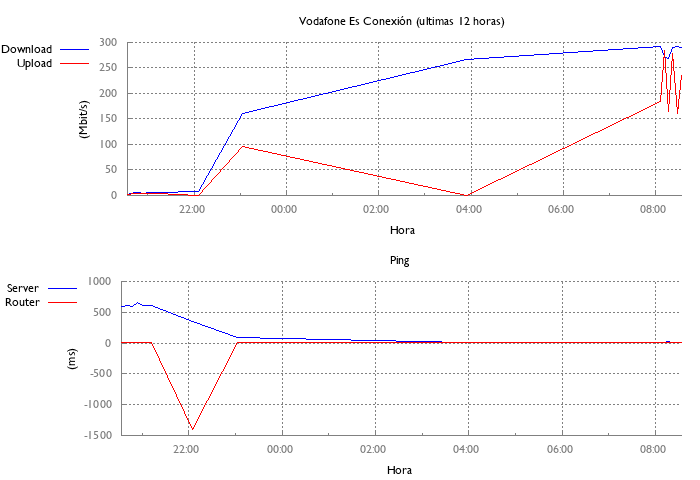 Vodafone Es Conexión (ultimas 12 horas)
Download
Upload
(Mbit/s)
300
250
200
150
100
50
0
22:00 00:00 02:00 04:00 06:00 08:00
Hora
Ping
Server
Router
(ms)
1000
500
0
-500
-1000
-1500
22:00 00:00 02:00 04:00 06:00 08:00
Hora